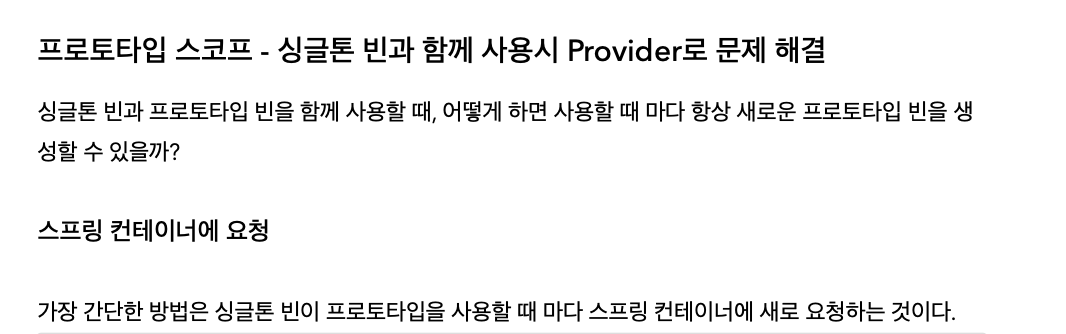 프로토타입 스코프 - 싱글톤 빈과 함께 사용시 Provider로 문제 해결
싱글톤 빈과 프로토타입 빈을 함께 사용할 때, 어떻게 하면 사용할 때 마다 항상 새로운 프로토타입 빈을 생
성할 수 있을까?
스프링 컨테이너에 요청
가장 간단한 방법은 싱글톤 빈이 프로토타입을 사용할 때 마다 스프링 컨테이너에 새로 요청하는 것이다.